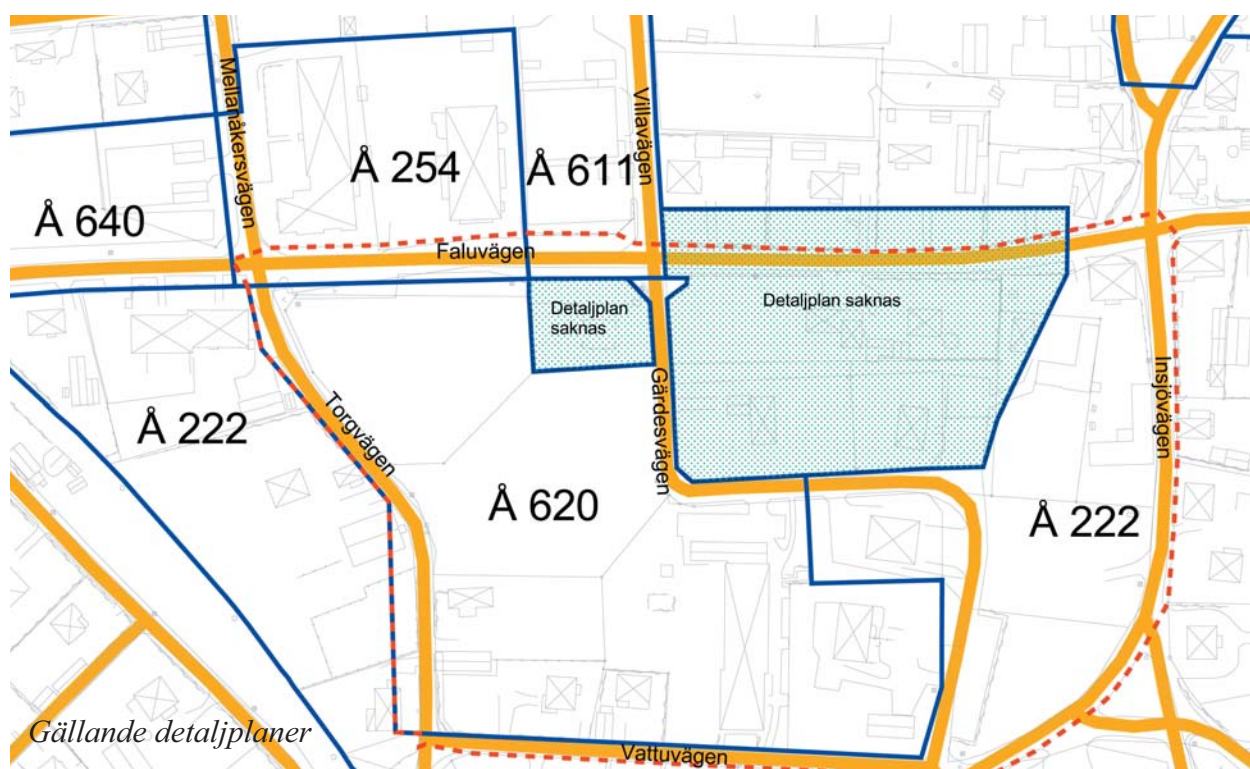 Mellanåkersvägen
Villavägen
Å 254
Å 611
Å 640
Faluvägen
Detaljplan
saknas
Detaljplan saknas
Gärdesvägen
Insjövägen
Torgvägen
Å 222
Å 620
Å 222
Gällande detaljplaner
Vattuvägen